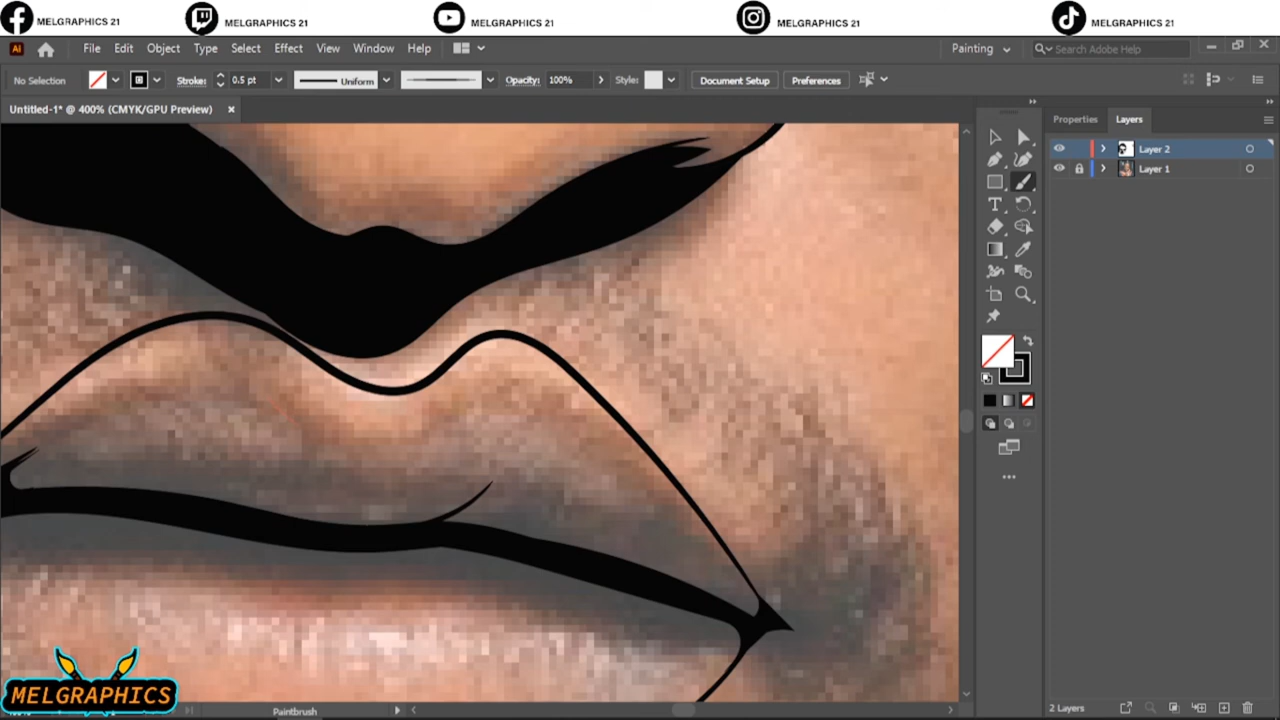 MELGRAPHICS 21
MELGRAPHICS 21
MELGRAPHICS 21
MELGRAPHICS 21
MELGRAPHICS 21
Ai File Edit Object Type Select Effect View Window Help Painting Search Adobe Help
No Selection Stroke: 0.5 pt Uniform Opacity: 100% Style: Document Setup Preferences
Untitled-1* @ 400% (CMYK/GPU Preview)
Properties Layers
Layer 2
Layer 1
MELGRAPHICS
Paintbrush
2 Layers